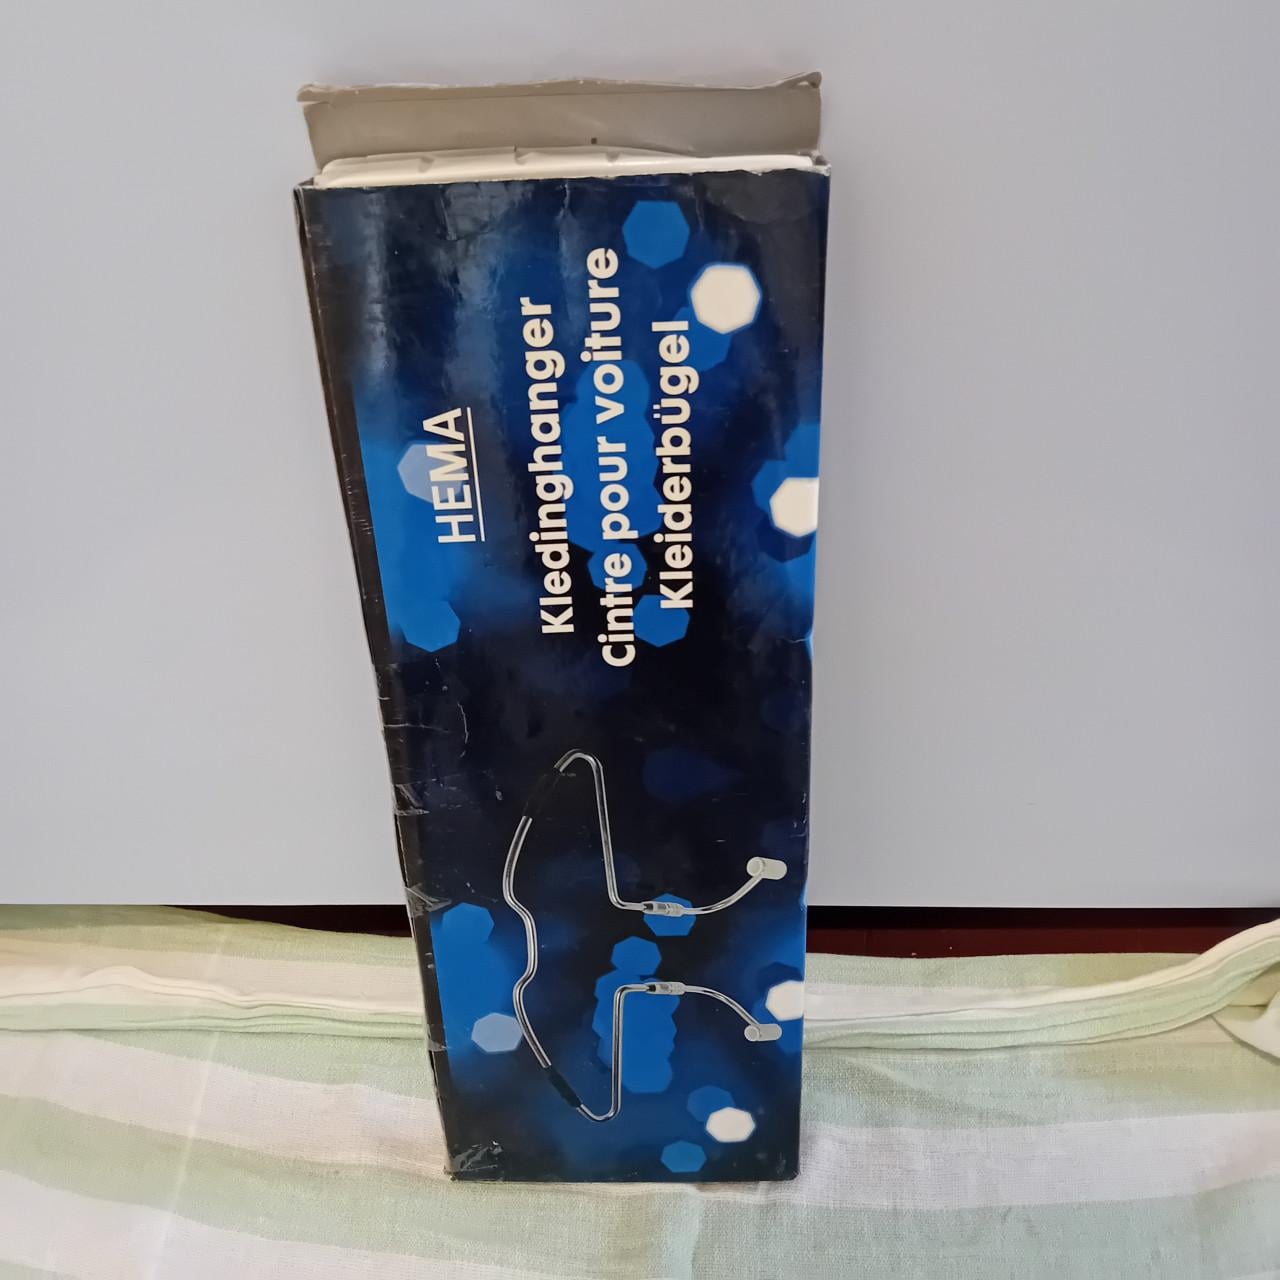 HEMA
Kledinghanger
Cintre pour voiture
Kleiderbügel